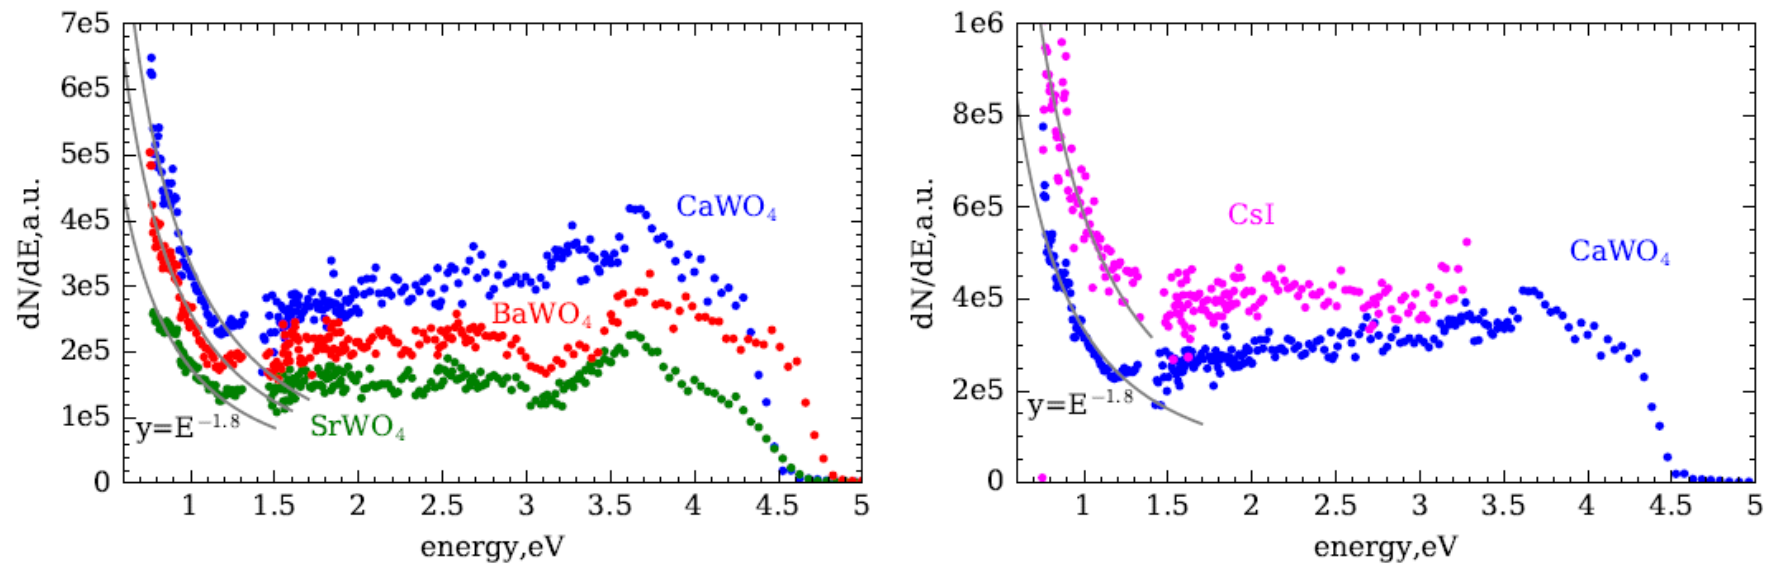 7e5
6e5
5e5
4e5
3e5
2e5
1e5
0
dN/dE,a.u.
CaWO₄
BaWO₄
SrWO₄
y=E⁻¹·⁸
1 1.5 2 2.5 3 3.5 4 4.5 5
energy,eV
1e6
8e5
6e5
4e5
2e5
0
dN/dE,a.u.
CsI
CaWO₄
y=E⁻¹·⁸
1 1.5 2 2.5 3 3.5 4 4.5 5
energy,eV